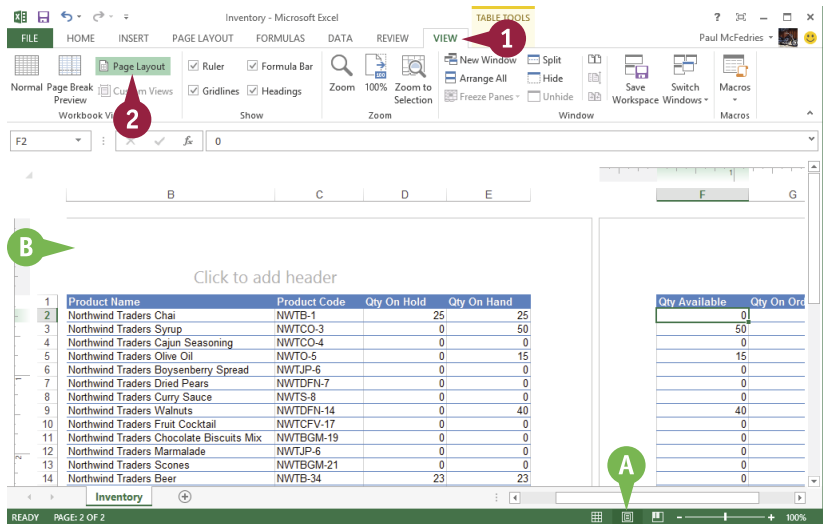 Inventory - Microsoft Excel
TABLE TOOLS
?
FILE HOME INSERT PAGE LAYOUT FORMULAS DATA REVIEW VIEW Paul McFedries
1
Page Layout Ruler Formula Bar New Window Split
Custom Views Gridlines Headings Arrange All Hide
Freeze Panes Unhide
Normal Page Break Preview Zoom 100% Zoom to Selection Save Workspace Switch Windows Macros
2
Workbook Show Zoom Window Macros
F2 fx 0
1
B C D E F G
B
Click to add header
1 Product Name Product Code Qty On Hold Qty On Hand Qty Available Qty On Ord
2 Northwind Traders Chai NWTB-1 25 25 0
3 Northwind Traders Syrup NWTCO-3 0 50 50
4 Northwind Traders Cajun Seasoning NWTCO-4 0 0 0
5 Northwind Traders Olive Oil NWTO-5 0 15 15
6 Northwind Traders Boysenberry Spread NWTJP-6 0 0 0
7 Northwind Traders Dried Pears NWTDFN-7 0 0 0
8 Northwind Traders Curry Sauce NWTS-8 0 0 0
9 Northwind Traders Walnuts NWTDFN-14 0 40 40
10 Northwind Traders Fruit Cocktail NWTCFV-17 0 0 0
11 Northwind Traders Chocolate Biscuits Mix NWTBGM-19 0 0 0
12 Northwind Traders Marmalade NWTJP-6 0 0 0
13 Northwind Traders Scones NWTBGM-21 0 0 0
14 Northwind Traders Beer NWTB-34 23 23 0
A
Inventory
READY PAGE: 2 OF 2 100%